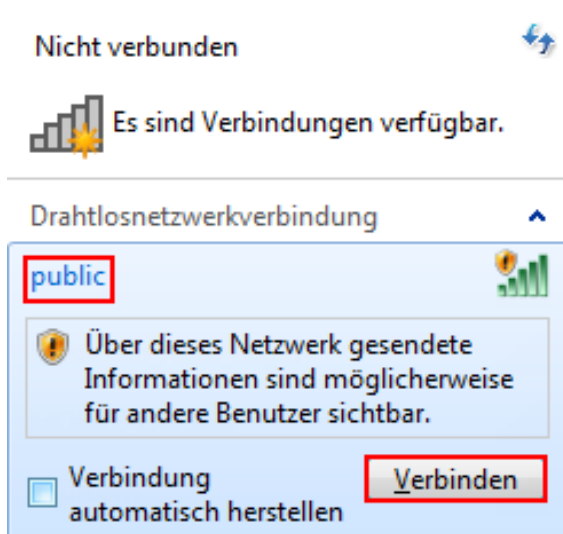 Nicht verbunden
Es sind Verbindungen verfügbar.
Drahtlosnetzwerkverbindung
public
Über dieses Netzwerk gesendete
Informationen sind möglicherweise
für andere Benutzer sichtbar.
Verbindung
automatisch herstellen
Verbinden